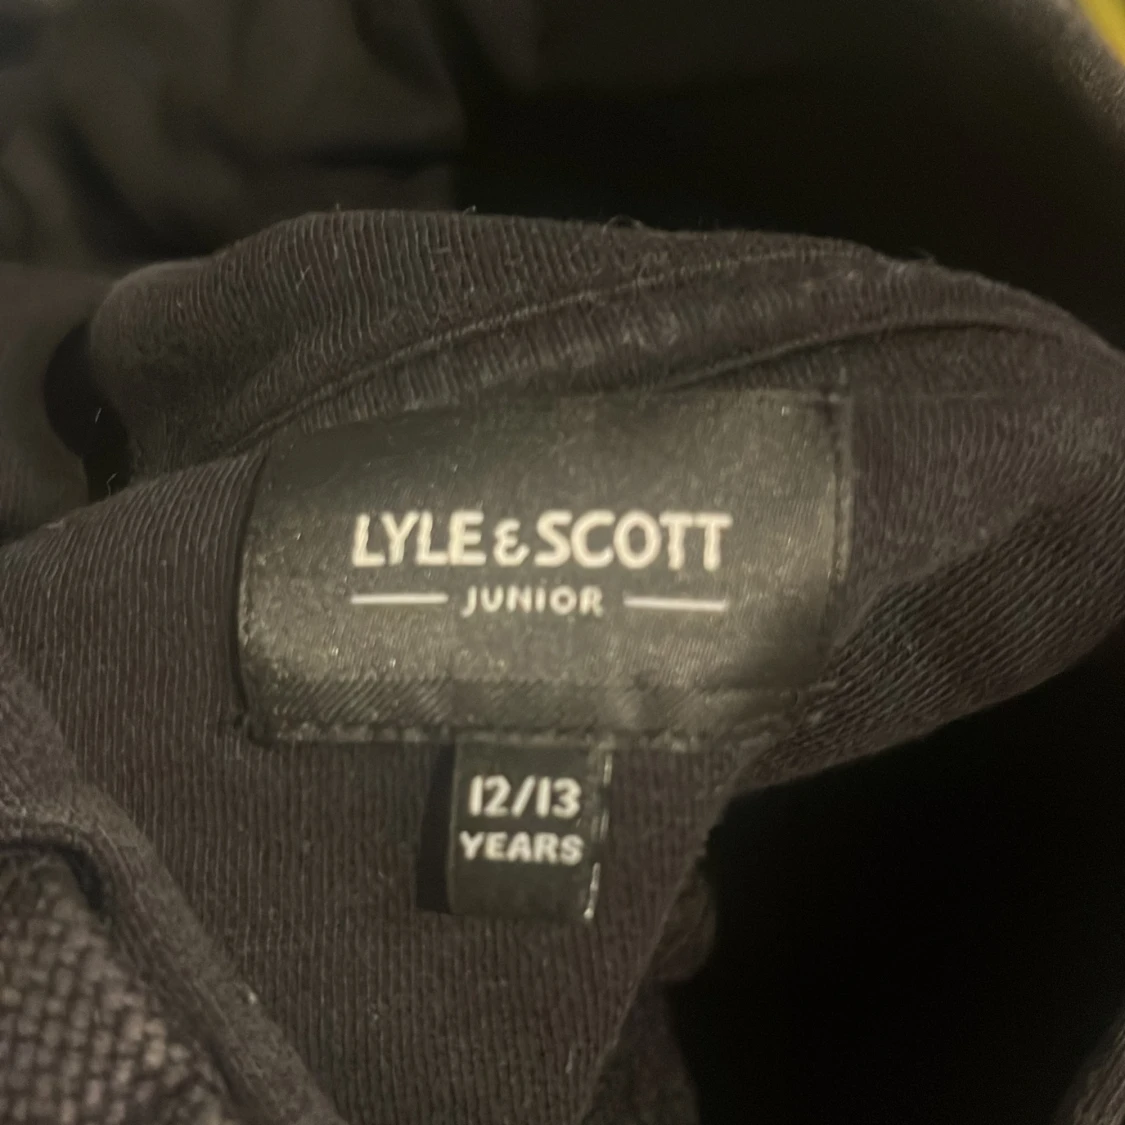 LYLE & SCOTT
JUNIOR
12/13
YEARS